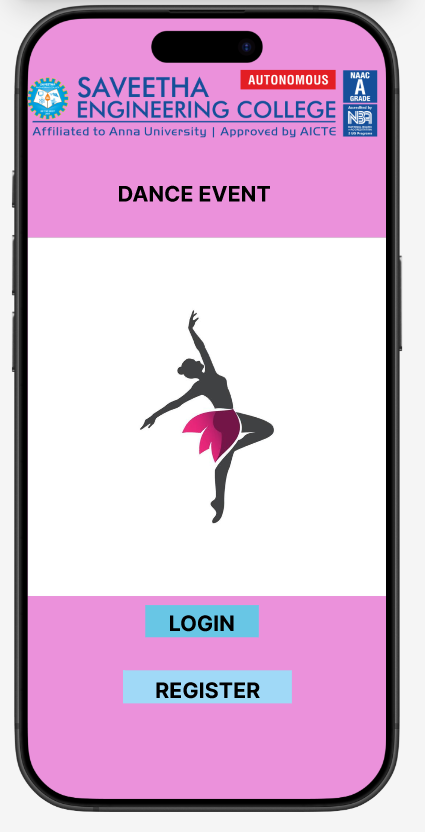 AUTONOMOUS
SAVEETHA
ENGINEERING COLLEGE
Affiliated to Anna University | Approved by AICTE
NAAC
A
GRADE
Accredited by
NBA
DANCE EVENT
LOGIN
REGISTER